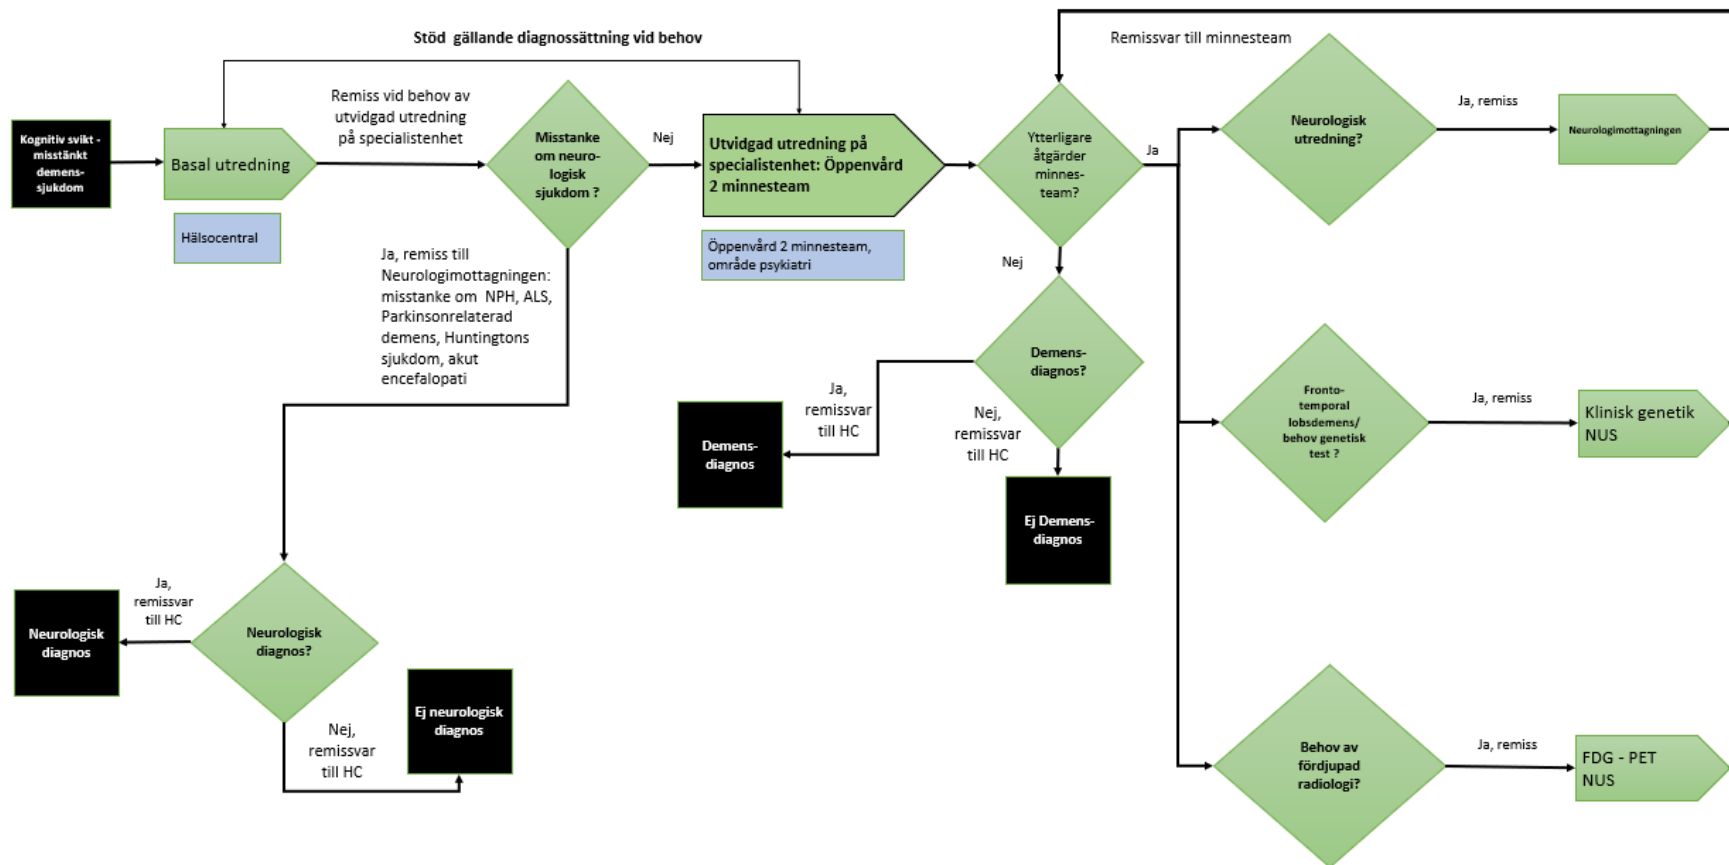 Stöd gällande diagnossättning vid behov
Remissvar till minnesteam
Kognitiv svikt -
misstänkt
demens-
sjukdom
Basal utredning
Hälsocentral
Remiss vid behov av
utvidgad utredning
på specialistenhet
Misstanke
om neuro-
logisk
sjukdom ?
Nej
Utvidgad utredning på
specialistenhet: Öppenvård
2 minnesteam
Öppenvård 2 minnesteam,
område psykiatri
Ytterligare
åtgärder
minnes-
team?
Ja
Nej
Neurologisk
utredning?
Ja, remiss
Neurologimottagningen
Ja, remiss till
Neurologimottagningen:
misstanke om NPH, ALS,
Parkinsonrelaterad
demens, Huntingtons
sjukdom, akut
encefalopati
Demens-
diagnos?
Ja,
remissvar
till HC
Demens-
diagnos
Nej,
remissvar
till HC
Ej Demens-
diagnos
Fronto-
temporal
lobsdemens/
behov genetisk
test ?
Ja, remiss
Klinisk genetik
NUS
Neurologisk
diagnos?
Ja,
remissvar
till HC
Neurologisk
diagnos
Nej,
remissvar
till HC
Ej neurologisk
diagnos
Behov av
fördjupad
radiologi?
Ja, remiss
FDG - PET
NUS